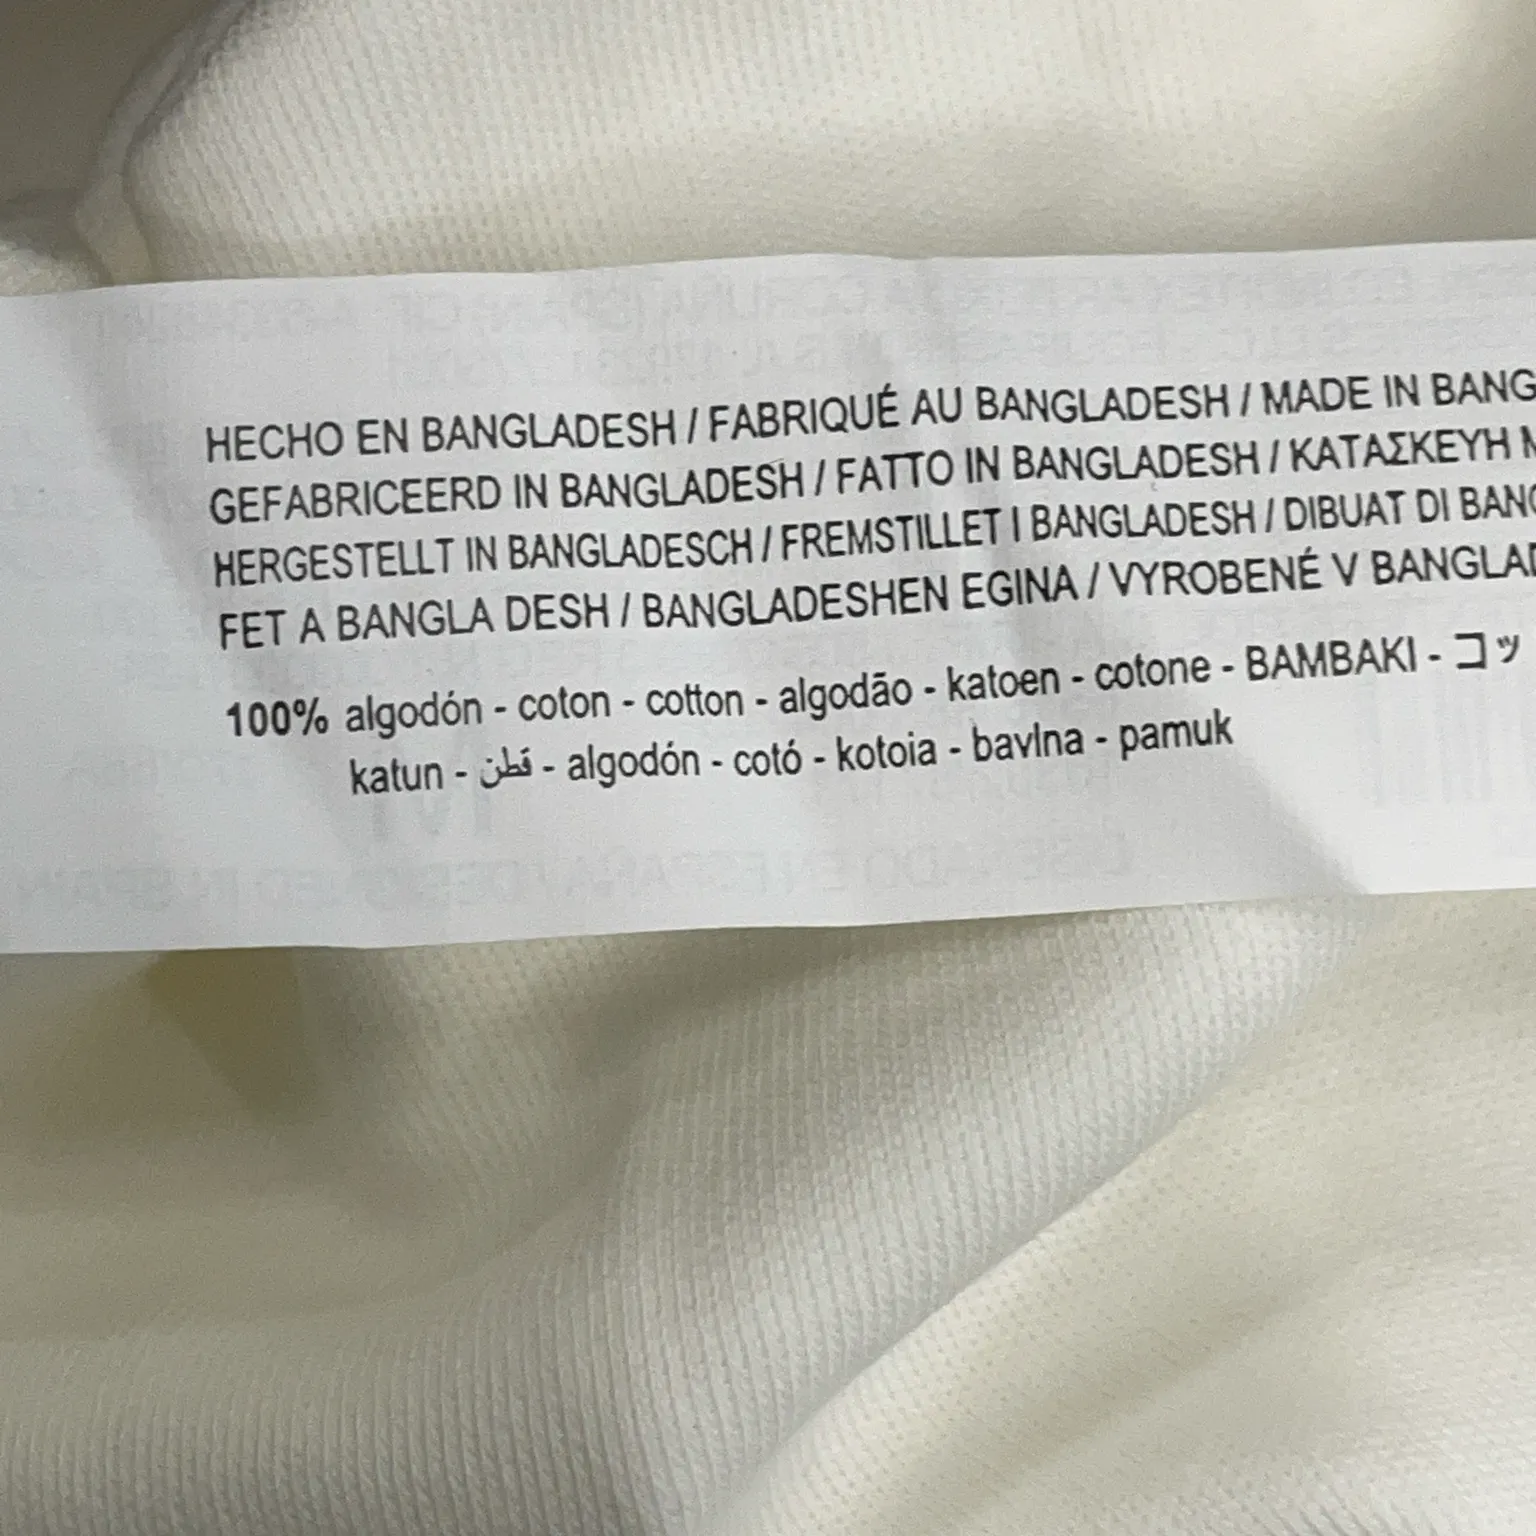 HECHO EN BANGLADESH / FABRIQUÉ AU BANGLADESH / MADE IN BANG
GEFABRICEERD IN BANGLADESH / FATTO IN BANGLADESH / ΚΑΤΑΣΚΕΥΗ
HERGESTELLT IN BANGLADESCH / FREMSTILLET I BANGLADESH / DIBUAT DI BANG
FET A BANGLA DESH / BANGLADESHEN EGINA / VYROBENÉ V BANGLAD
100% algodón - coton - cotton - algodão - katoen - cotone - BAMBAKI - コッ
katun - قطن - algodón - cotó - kotoia - bavlna - pamuk